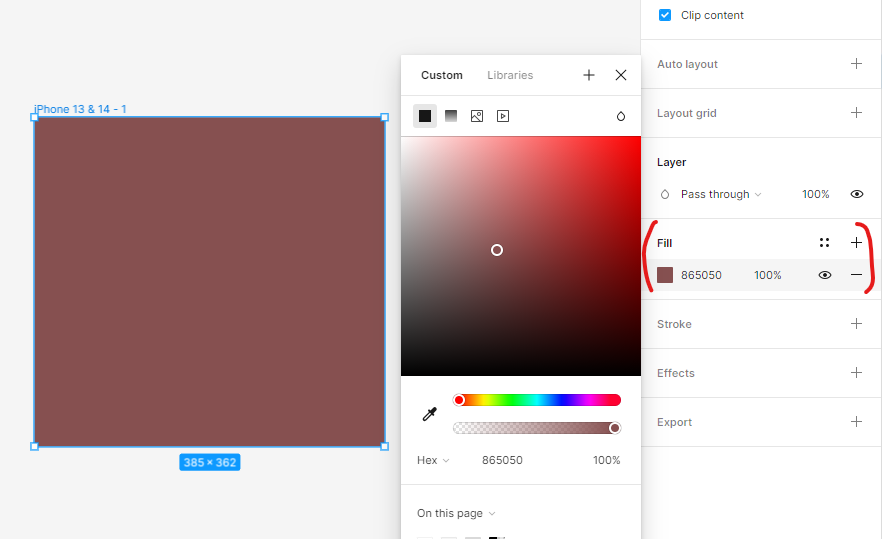 Clip content
Custom Libraries
Auto layout
iPhone 13 & 14 - 1
Layout grid
Layer
Pass through 100%
Fill
865050 100%
Stroke
Effects
Export
385 × 362
Hex 865050 100%
On this page